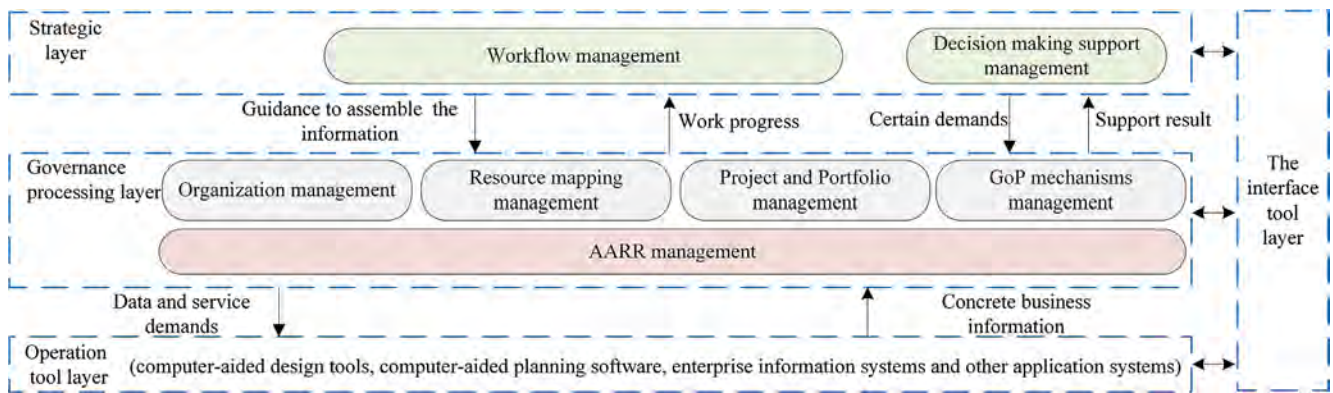 Strategic
layer
Workflow management
Decision making support
management
Guidance to assemble the
information
Work progress
Certain demands
Support result
Governance
processing layer
Organization management
Resource mapping
management
Project and Portfolio
management
GoP mechanisms
management
AARR management
Data and service
demands
Concrete business
information
Operation
tool layer
(computer-aided design tools, computer-aided planning software, enterprise information systems and other application systems)
The
interface
tool
layer